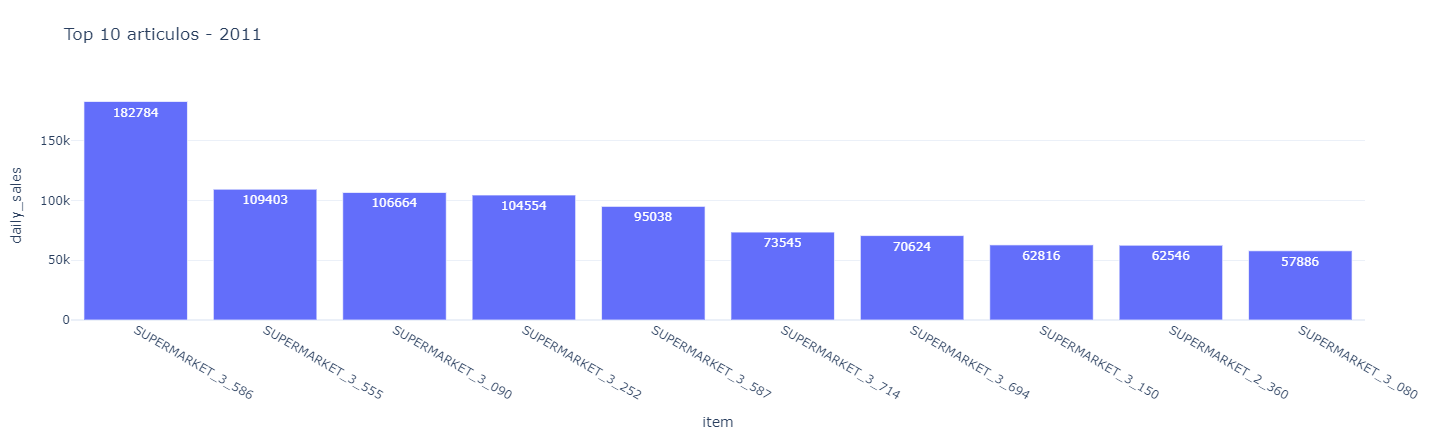 Top 10 articulos - 2011
daily_sales
150k
100k
50k
0
182784
109403
106664
104554
95038
73545
70624
62816
62546
57886
SUPERMARKET_3_586
SUPERMARKET_3_555
SUPERMARKET_3_090
SUPERMARKET_3_252
SUPERMARKET_3_587
SUPERMARKET_3_714
SUPERMARKET_3_694
SUPERMARKET_3_150
SUPERMARKET_2_360
SUPERMARKET_3_080
item